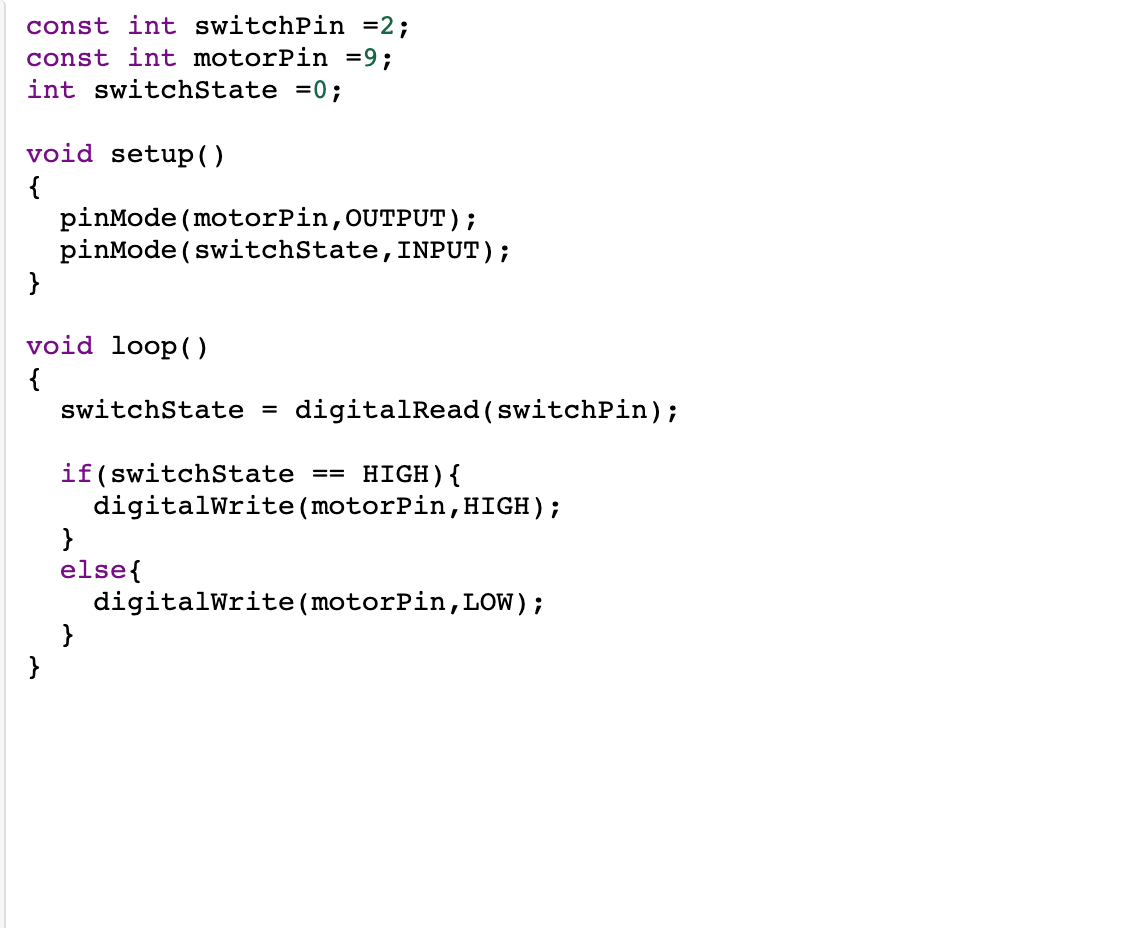 const int switchPin =2;
const int motorPin =9;
int switchState =0;

void setup()
{
  pinMode(motorPin,OUTPUT);
  pinMode(switchState,INPUT);
}

void loop()
{
  switchState = digitalRead(switchPin);

  if(switchState == HIGH){
    digitalWrite(motorPin,HIGH);
  }
  else{
    digitalWrite(motorPin,LOW);
  }
}